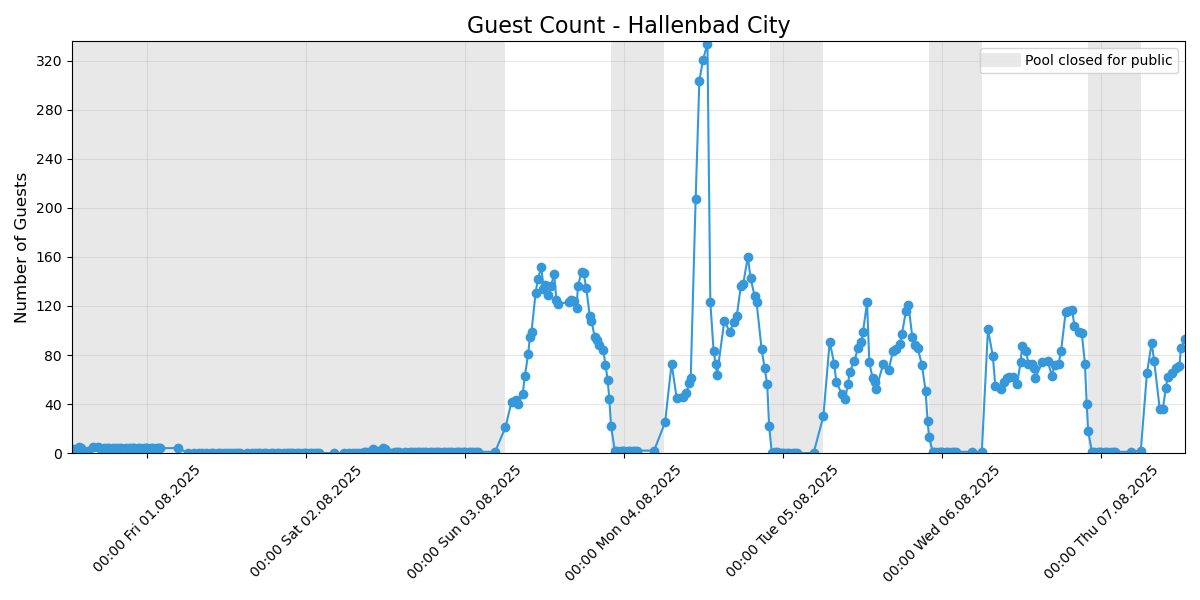 Guest Count - Hallenbad City
Pool closed for public
Number of Guests
320
280
240
200
160
120
80
40
0
00:00 Fri 01.08.2025
00:00 Sat 02.08.2025
00:00 Sun 03.08.2025
00:00 Mon 04.08.2025
00:00 Tue 05.08.2025
00:00 Wed 06.08.2025
00:00 Thu 07.08.2025